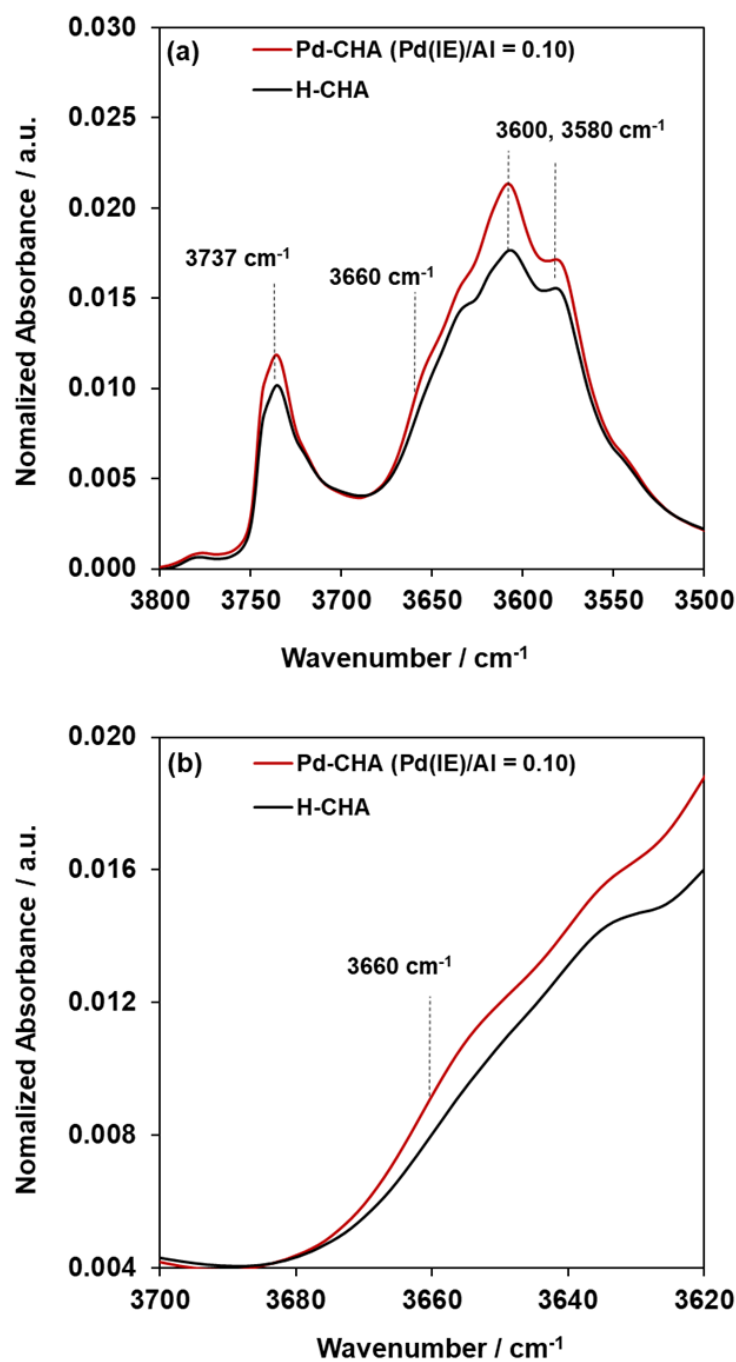 (a)
Pd-CHA (Pd(IE)/Al = 0.10)
H-CHA
3600, 3580 cm-1
3737 cm-1
3660 cm-1
Nomalized Absorbance / a.u.
0.030
0.025
0.020
0.015
0.010
0.005
0.000
3800 3750 3700 3650 3600 3550 3500
Wavenumber / cm-1
(b)
Pd-CHA (Pd(IE)/Al = 0.10)
H-CHA
3660 cm-1
Nomalized Absorbance / a.u.
0.020
0.016
0.012
0.008
0.004
3700 3680 3660 3640 3620
Wavenumber / cm-1